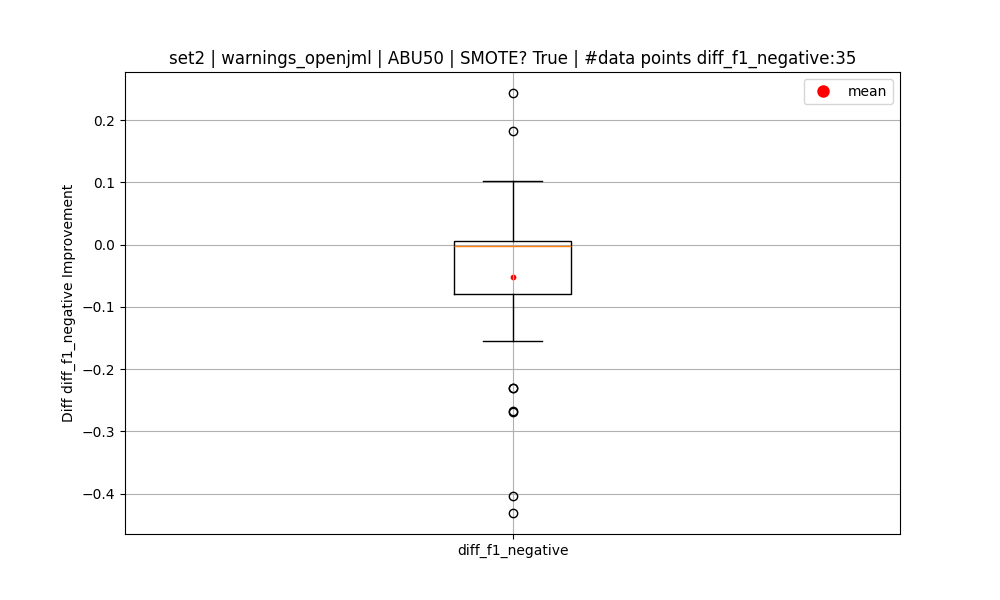 set2 | warnings_openjml | ABU50 | SMOTE? True | #data points diff_f1_negative:35
mean
Diff diff_f1_negative Improvement
0.2
0.1
0.0
−0.1
−0.2
−0.3
−0.4
diff_f1_negative